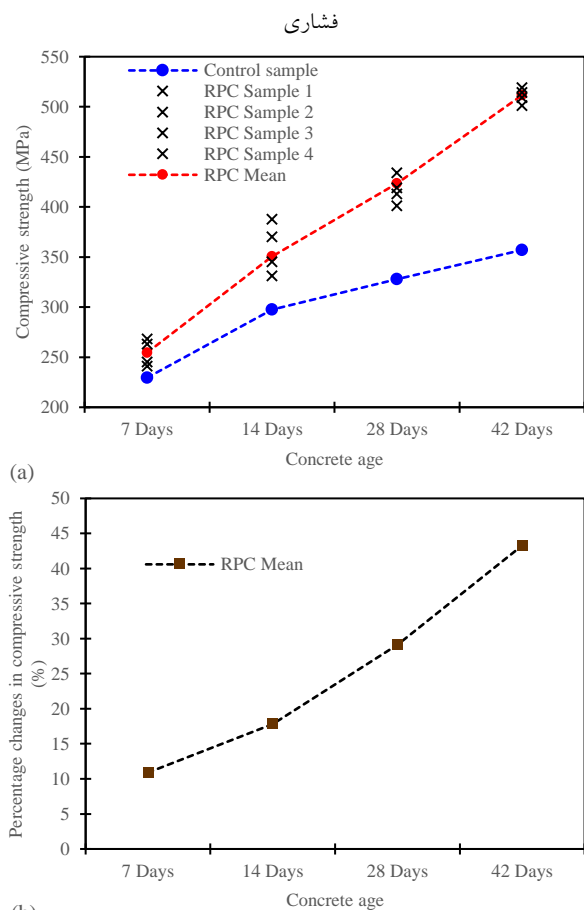 فشاری
550
500
450
400
350
300
250
200
Compressive strength (MPa)
Control sample
RPC Sample 1
RPC Sample 2
RPC Sample 3
RPC Sample 4
RPC Mean
7 Days 14 Days 28 Days 42 Days
Concrete age
(a)
50
45
40
35
30
25
20
15
10
5
0
Percentage changes in compressive strength
(%)
RPC Mean
7 Days 14 Days 28 Days 42 Days
Concrete age
(b)